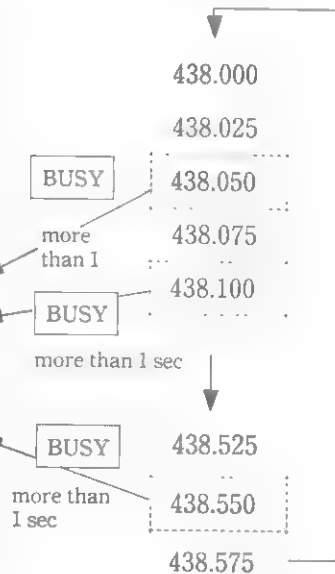 438.000
438.025
BUSY
438.050
more
than 1
438.075
438.100
BUSY
more than 1 sec
BUSY
438.525
438.550
more than
1 sec
438.575